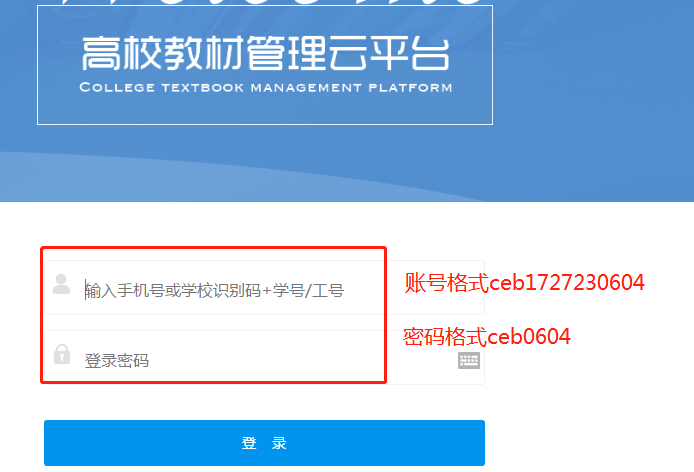 高校教材管理云平台
COLLEGE TEXTBOOK MANAGEMENT PLATFORM
输入手机号或学校识别码+学号/工号
账号格式ceb1727230604
密码格式ceb0604
登录密码
登 录